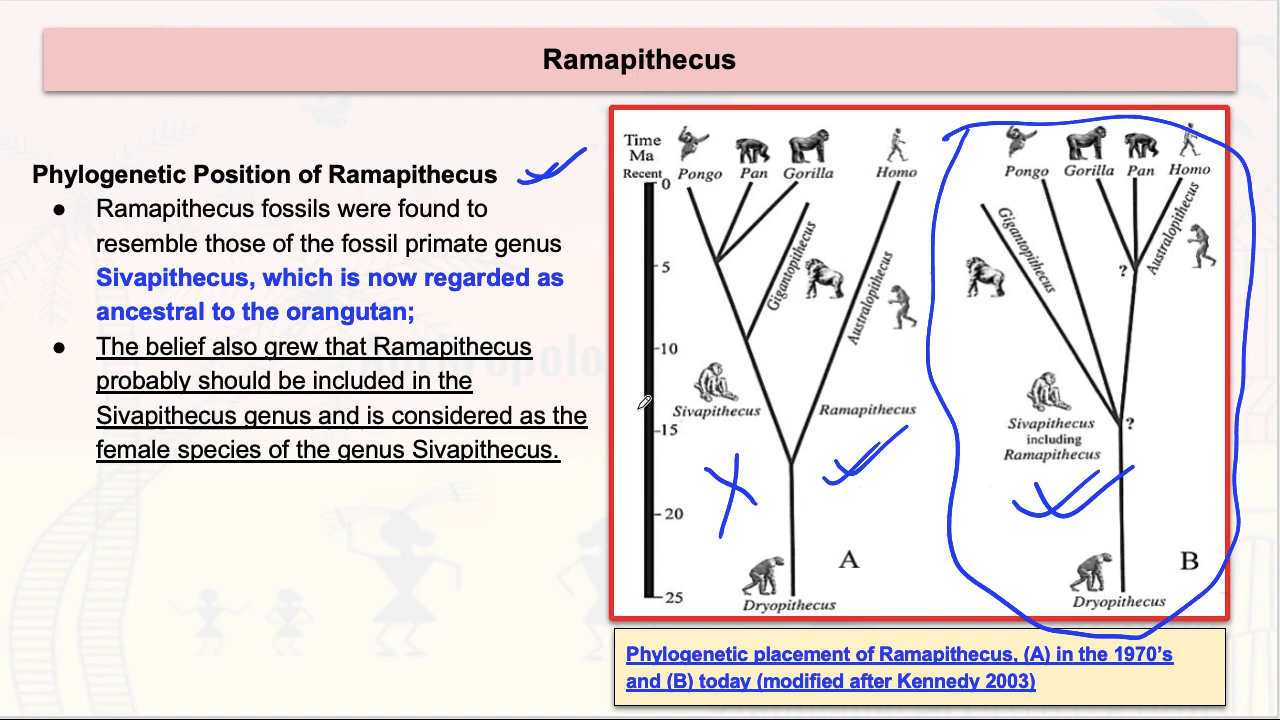 Ramapithecus
Phylogenetic Position of Ramapithecus
● Ramapithecus fossils were found to
resemble those of the fossil primate genus
Sivapithecus, which is now regarded as
ancestral to the orangutan;
● The belief also grew that Ramapithecus
probably should be included in the
Sivapithecus genus and is considered as the
female species of the genus Sivapithecus.
Time
Ma
Recent
0
5
10
15
20
25
Pongo Pan Gorilla Homo
Gigantopithecus
Australopithecus
Sivapithecus
Ramapithecus
A
Dryopithecus
Pongo Gorilla Pan Homo
Gigantopithecus
Australopithecus
?
?
Sivapithecus
including
Ramapithecus
B
Dryopithecus
Phylogenetic placement of Ramapithecus, (A) in the 1970's
and (B) today (modified after Kennedy 2003)